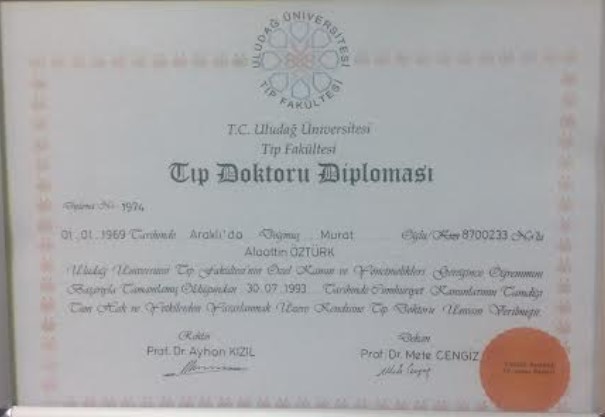 ULUDAĞ ÜNİVERSİTESİ
TIP FAKÜLTESİ
T.C. Uludağ Üniversitesi
Tıp Fakültesi
Tıp Doktoru Diploması
Diploma No 1974
01.01.1969 Tarihinde Araklı'da Doğmuş Murat Oğlu/Kızı 8700233 No'lu
Alaattin ÖZTÜRK
Uludağ Üniversitesi Tıp Fakültesi'nin Özel Kanun ve Yönetmelikleri Gereğince Öğrenimini
Başarıyla Tamamlamış Olduğundan 30.07.1993 Tarihinde Cumhuriyet Kanunlarının Tanıdığı
Tüm Hak ve Yetkilerden Yararlanmak Üzere Kendisine Tıp Doktoru Ünvanı Verilmiştir.
Rektör
Dekan
Prof. Dr. Ayhan KIZIL
Prof. Dr. Mete CENGİZ